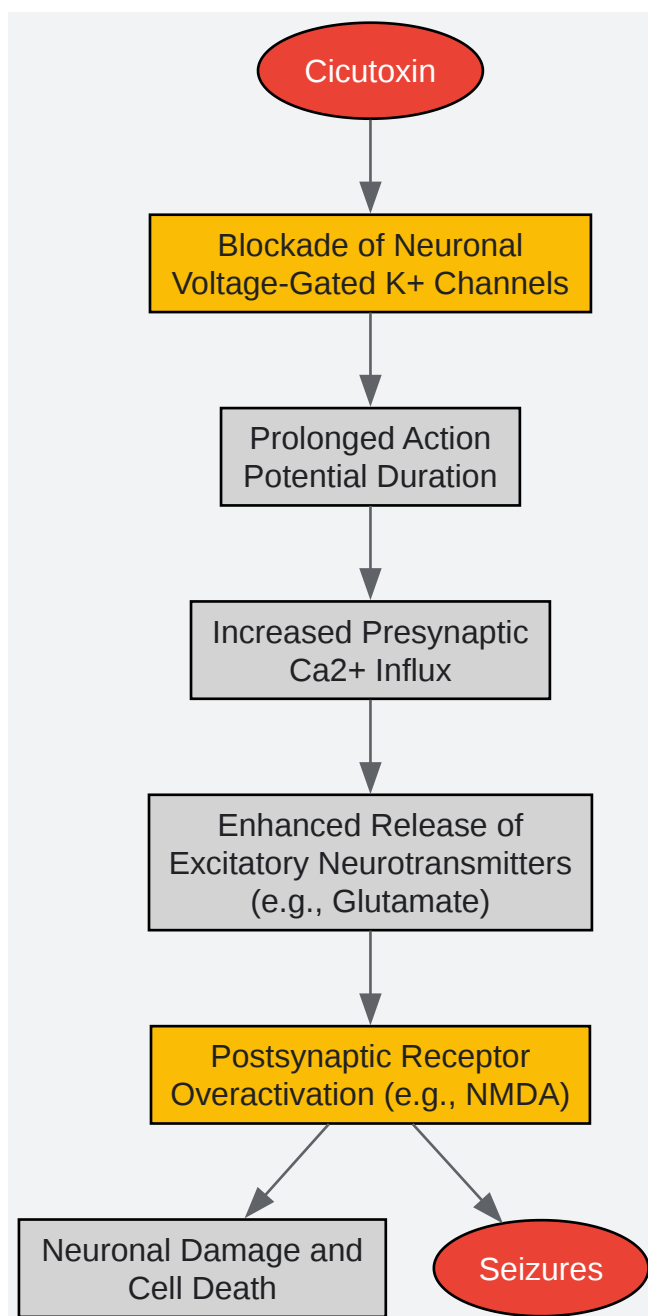 Cicutoxin
Blockade of Neuronal
Voltage-Gated K+ Channels
Prolonged Action
Potential Duration
Increased Presynaptic
Ca2+ Influx
Enhanced Release of
Excitatory Neurotransmitters
(e.g., Glutamate)
Postsynaptic Receptor
Overactivation (e.g., NMDA)
Neuronal Damage and
Cell Death
Seizures